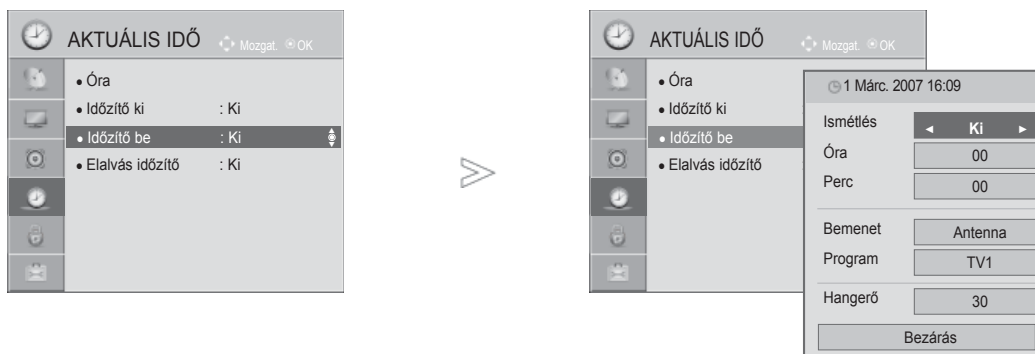 AKTUÁLIS IDŐ Mozgat. OK
• Óra
• Időzítő ki : Ki
• Időzítő be : Ki
• Elalvás időzítő : Ki
AKTUÁLIS IDŐ Mozgat. OK
• Óra
• Időzítő ki
• Időzítő be
• Elalvás időzítő
1 Márc. 2007 16:09
Ismétlés ◄ Ki ►
Óra 00
Perc 00
Bemenet Antenna
Program TV1
Hangerő 30
Bezárás